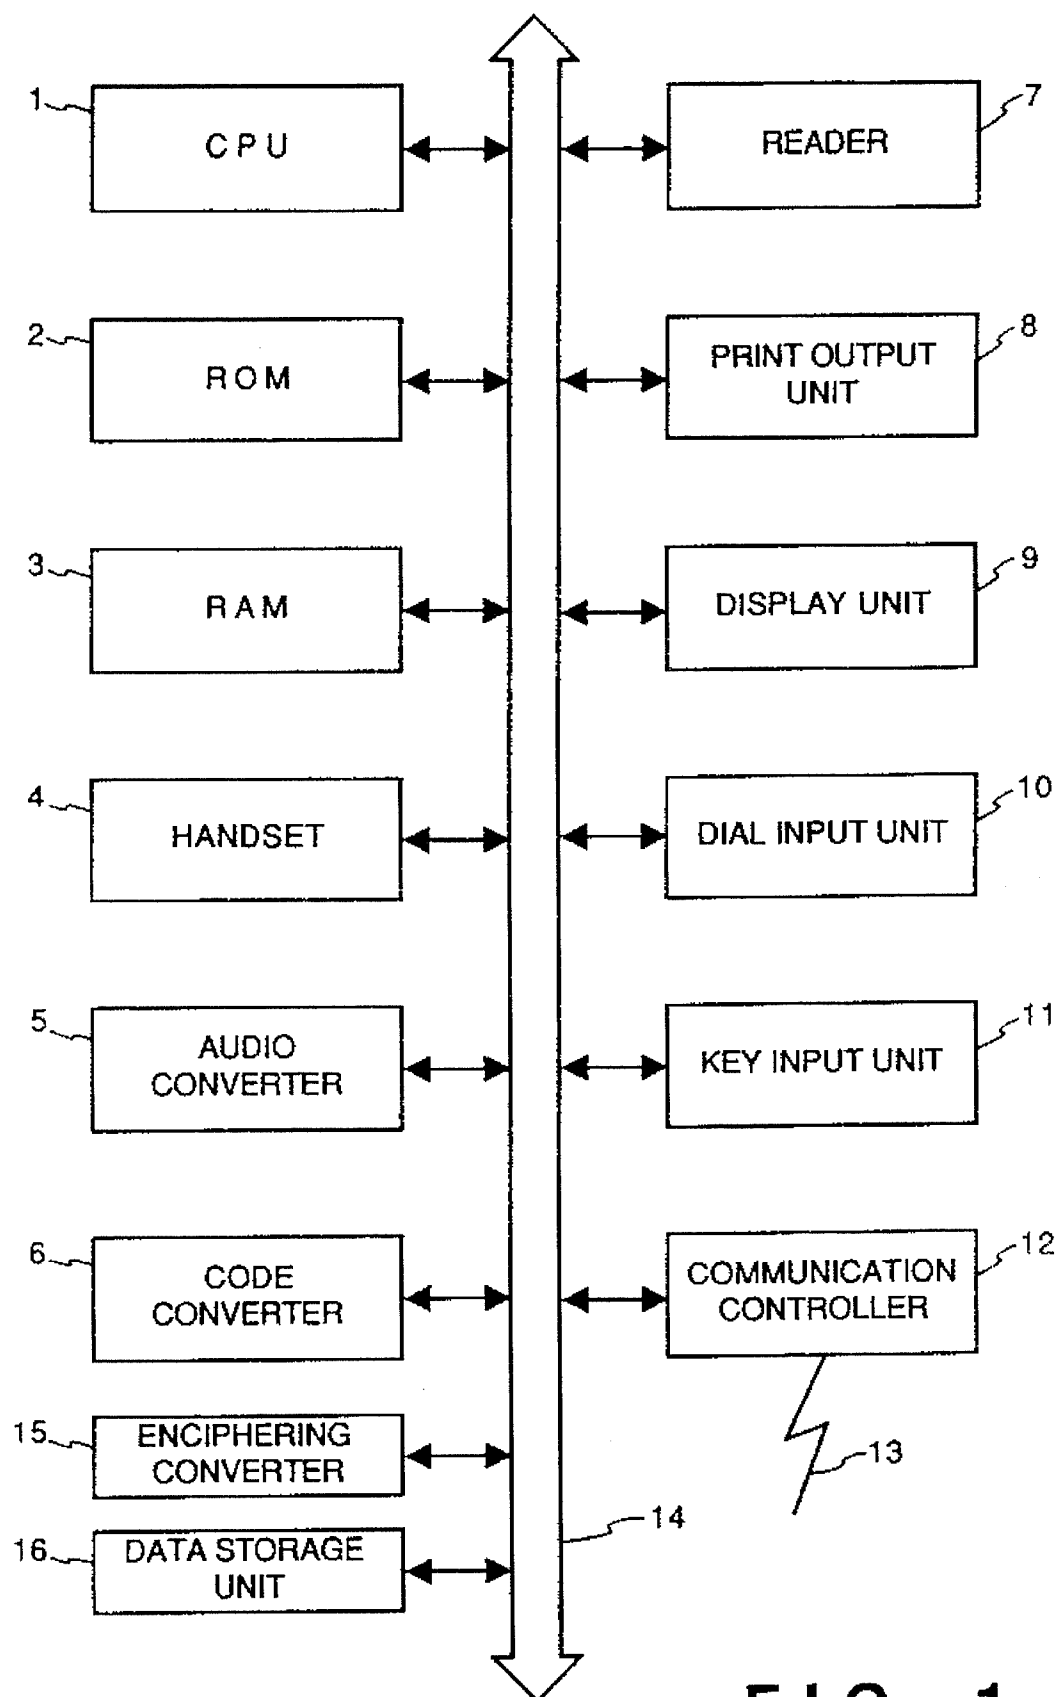 1
CPU
2
ROM
3
RAM
4
HANDSET
5
AUDIO
CONVERTER
6
CODE
CONVERTER
15
ENCIPHERING
CONVERTER
16
DATA STORAGE
UNIT
7
READER
8
PRINT OUTPUT
UNIT
9
DISPLAY UNIT
10
DIAL INPUT UNIT
11
KEY INPUT UNIT
12
COMMUNICATION
CONTROLLER
13
14
FIG. 1